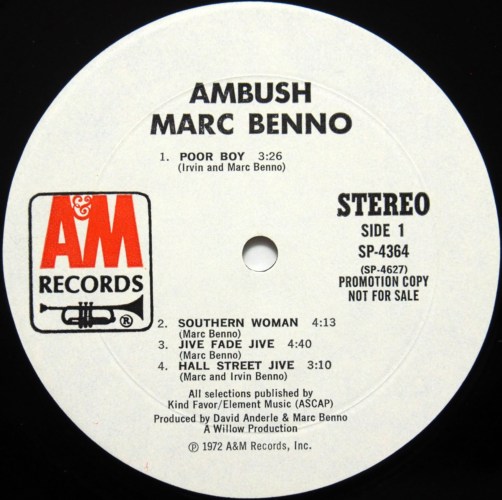 AMBUSH
MARC BENNO
1. POOR BOY 3:26
(Irvin and Marc Benno)
A&M
RECORDS
®
STEREO
SIDE 1
SP-4364
(SP-4627)
PROMOTION COPY
NOT FOR SALE
2. SOUTHERN WOMAN 4:13
(Marc Benno)
3. JIVE FADE JIVE 4:40
(Marc Benno)
4. HALL STREET JIVE 3:10
(Marc and Irvin Benno)
All selections published by
Kind Favor/Element Music (ASCAP)
Produced by David Anderle & Marc Benno
A Willow Production
℗ 1972 A&M Records, Inc.